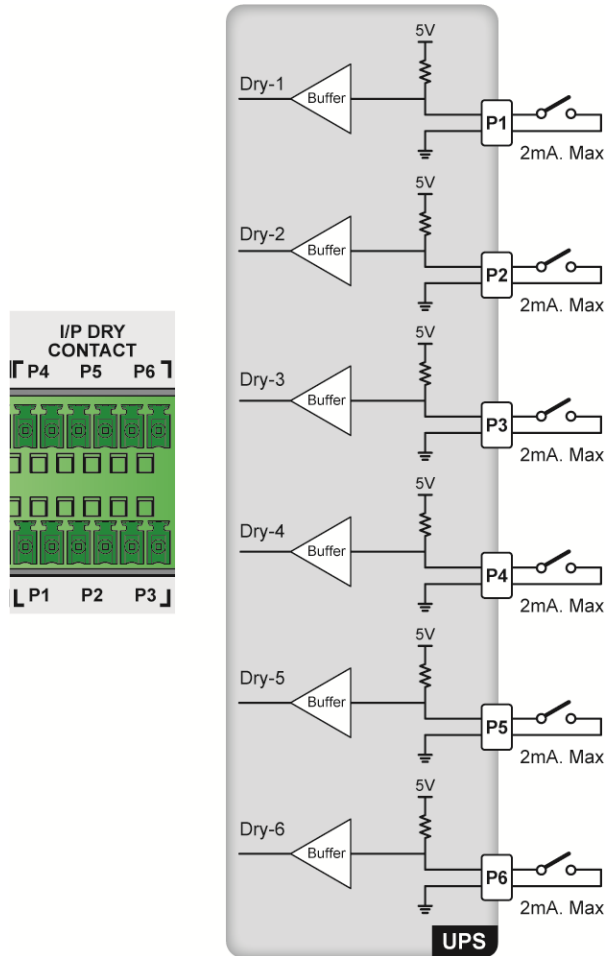 I/P DRY
CONTACT
P4 P5 P6
P1 P2 P3
5V
Dry-1
Buffer
P1
2mA. Max
5V
Dry-2
Buffer
P2
2mA. Max
5V
Dry-3
Buffer
P3
2mA. Max
5V
Dry-4
Buffer
P4
2mA. Max
5V
Dry-5
Buffer
P5
2mA. Max
5V
Dry-6
Buffer
P6
2mA. Max
UPS